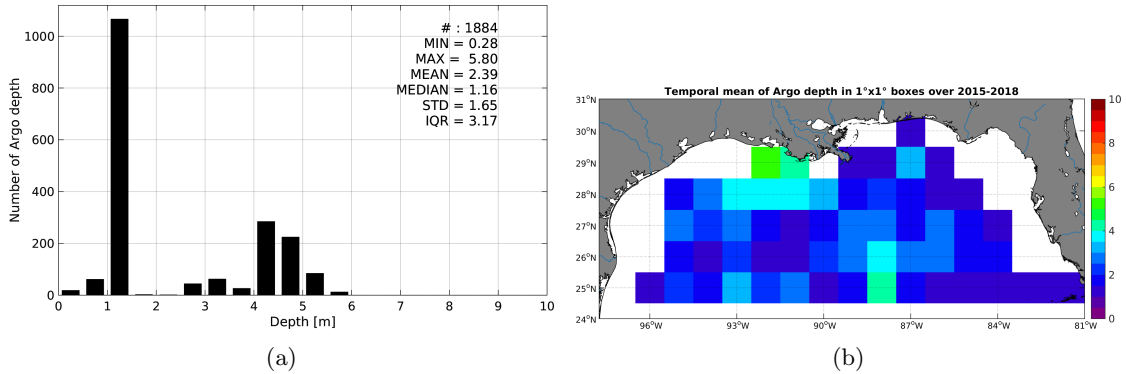 # : 1884
MIN = 0.28
MAX = 5.80
MEAN = 2.39
MEDIAN = 1.16
STD = 1.65
IQR = 3.17
Number of Argo depth
1000
800
600
400
200
0
0 1 2 3 4 5 6 7 8 9 10
Depth [m]
(a)
Temporal mean of Argo depth in 1°x1° boxes over 2015-2018
31°N
30°N
29°N
28°N
27°N
26°N
25°N
24°N
96°W 93°W 90°W 87°W 84°W 81°W
10
8
6
4
2
0
(b)